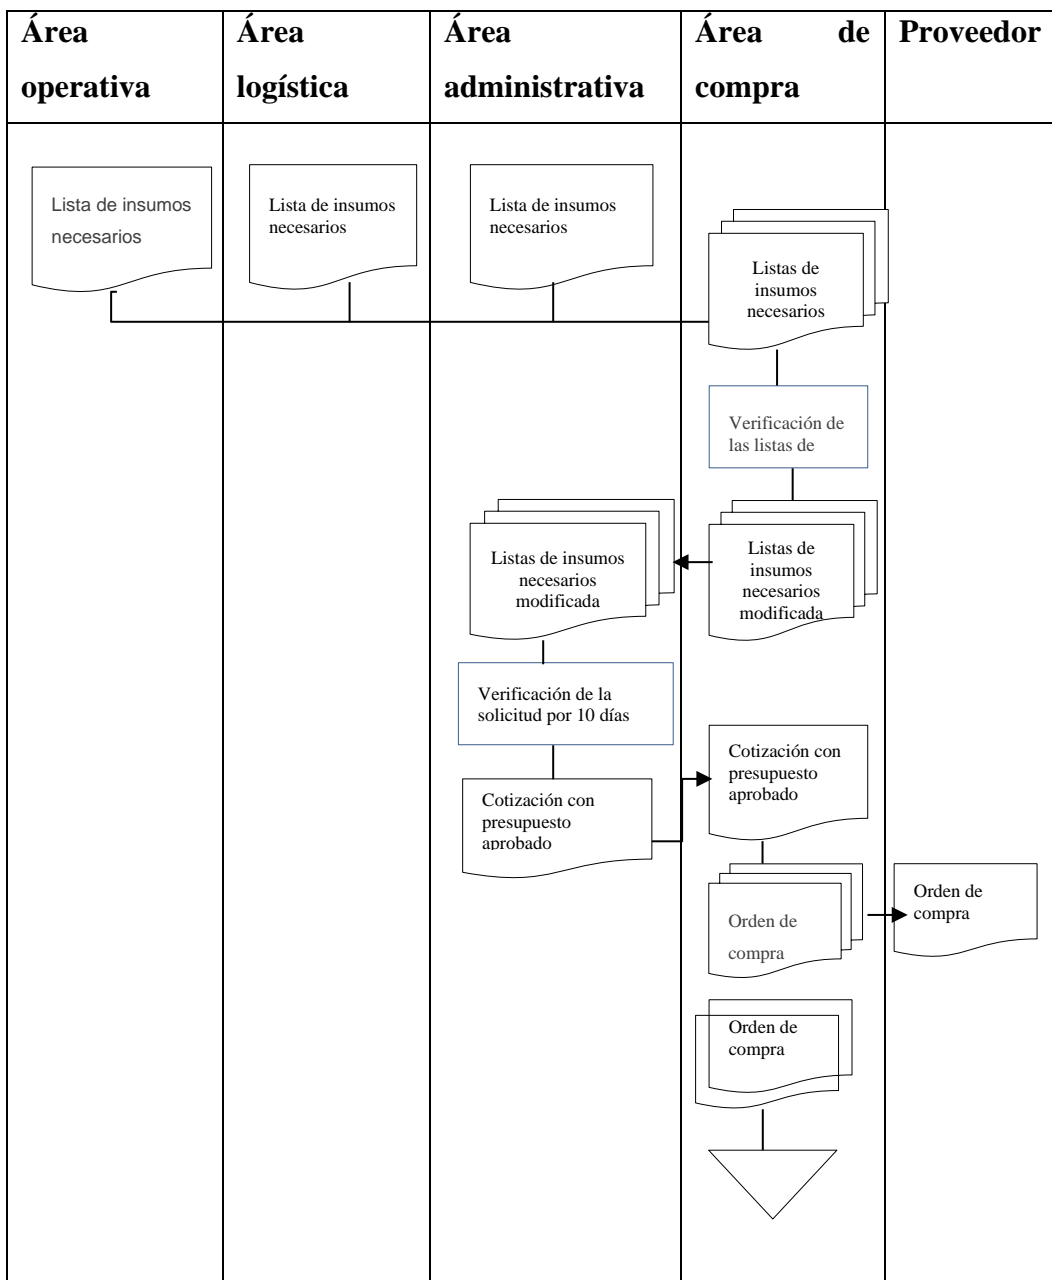 Área
operativa
Área
logística
Área
administrativa
Área de
compra
Proveedor
Lista de insumos
necesarios
Lista de insumos
necesarios
Lista de insumos
necesarios
Listas de
insumos
necesarios
Verificación de
las listas de
Listas de insumos
necesarios
modificada
Listas de
insumos
necesarios
modificada
Verificación de la
solicitud por 10 días
Cotización con
presupuesto
aprobado
Cotización con
presupuesto
aprobado
Orden de
compra
Orden de
compra
Orden de
compra